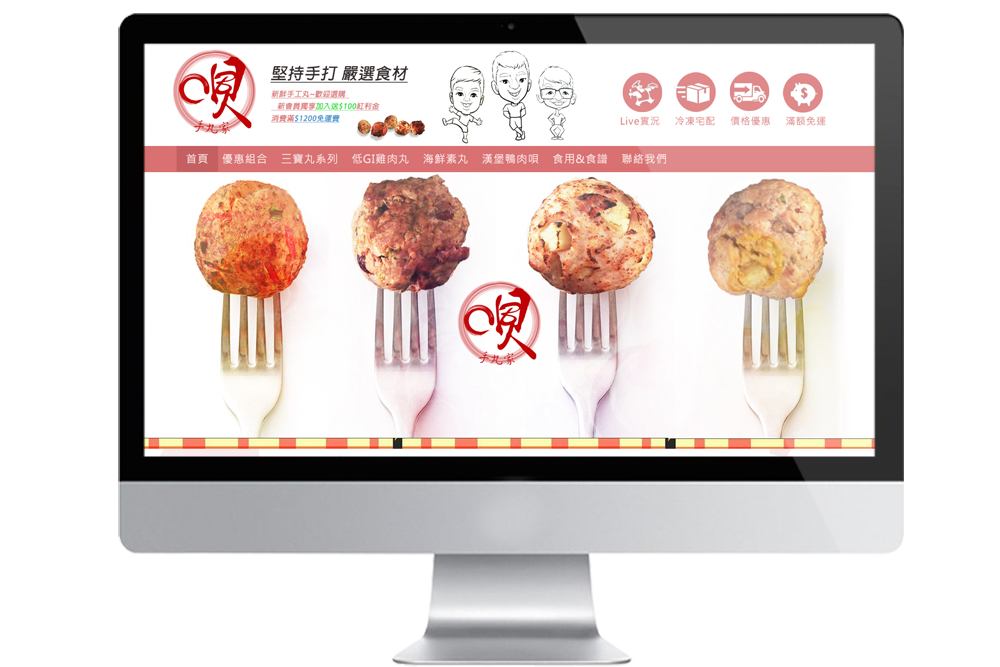 唄
手丸家
堅持手打 嚴選食材
新鮮手工丸~歡迎選購
新會員獨享加入送$100紅利金
消費滿$1200免運費
Live實況 冷凍宅配 價格優惠 滿額免運
首頁 優惠組合 三寶丸系列 低GI雞肉丸 海鮮素丸 漢堡鴨肉唄 食用&食譜 聯絡我們
唄
手丸家